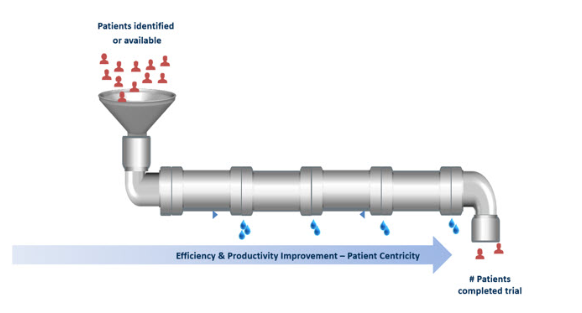 Patients identified
or available
Efficiency & Productivity Improvement – Patient Centricity
# Patients
completed trial